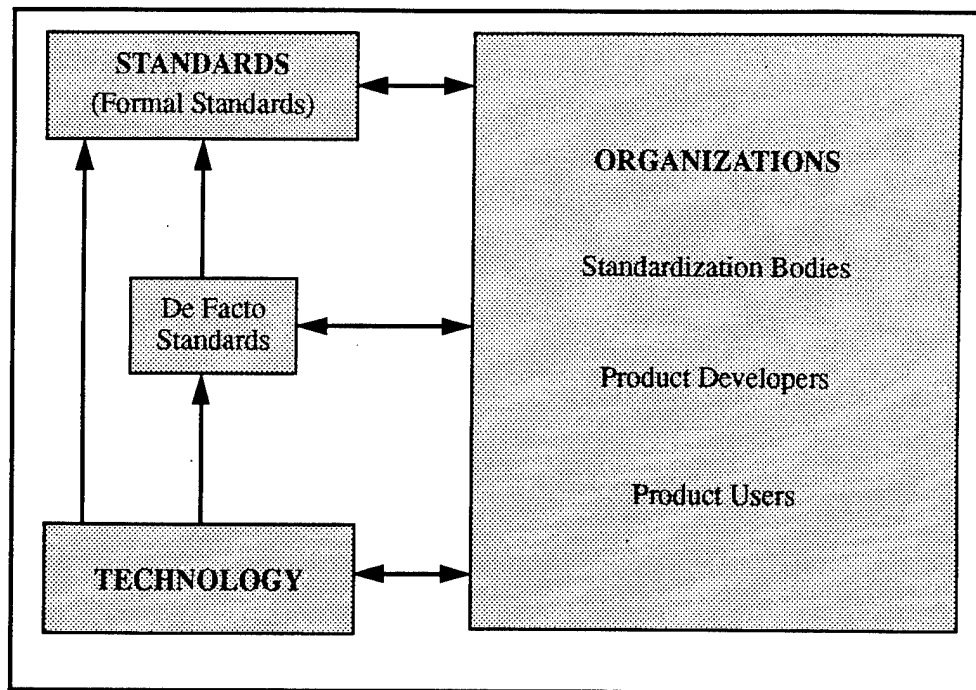 STANDARDS
(Formal Standards)
ORGANIZATIONS
Standardization Bodies
De Facto
Standards
Product Developers
Product Users
TECHNOLOGY